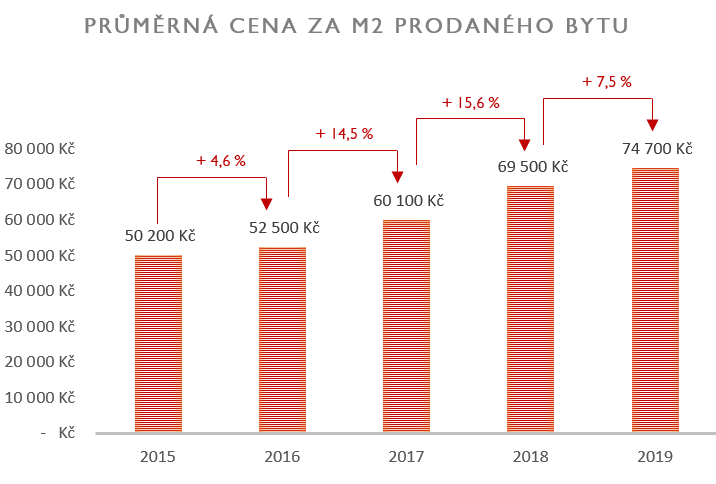 PRŮMĚRNÁ CENA ZA M2 PRODANÉHO BYTU
+ 7,5 %
+ 15,6 %
+ 14,5 %
+ 4,6 %
80 000 Kč
70 000 Kč
60 000 Kč
50 000 Kč
40 000 Kč
30 000 Kč
20 000 Kč
10 000 Kč
- Kč
50 200 Kč
52 500 Kč
60 100 Kč
69 500 Kč
74 700 Kč
2015
2016
2017
2018
2019